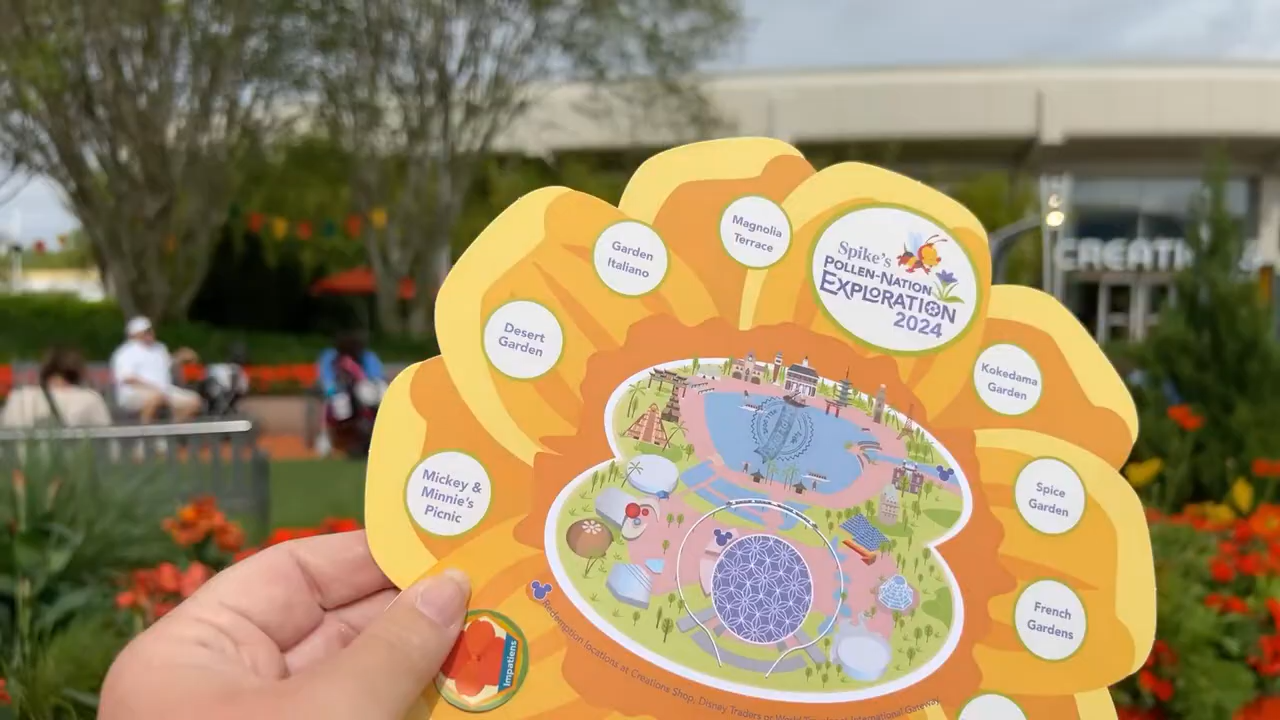 Magnolia
Terrace
Garden
Italiano
Spike's
POLLEN-NATION
EXPLORATION
2024
Desert
Garden
Kokedama
Garden
Mickey &
Minnie's
Picnic
Spice
Garden
French
Gardens
Impatiens
Redemption locations at Creations Shop, Disney Traders or World Traveler at International Gateway
CREATI